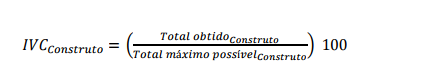 IVC_Construto = (Total obtido_Construto / Total máximo possível_Construto) 100